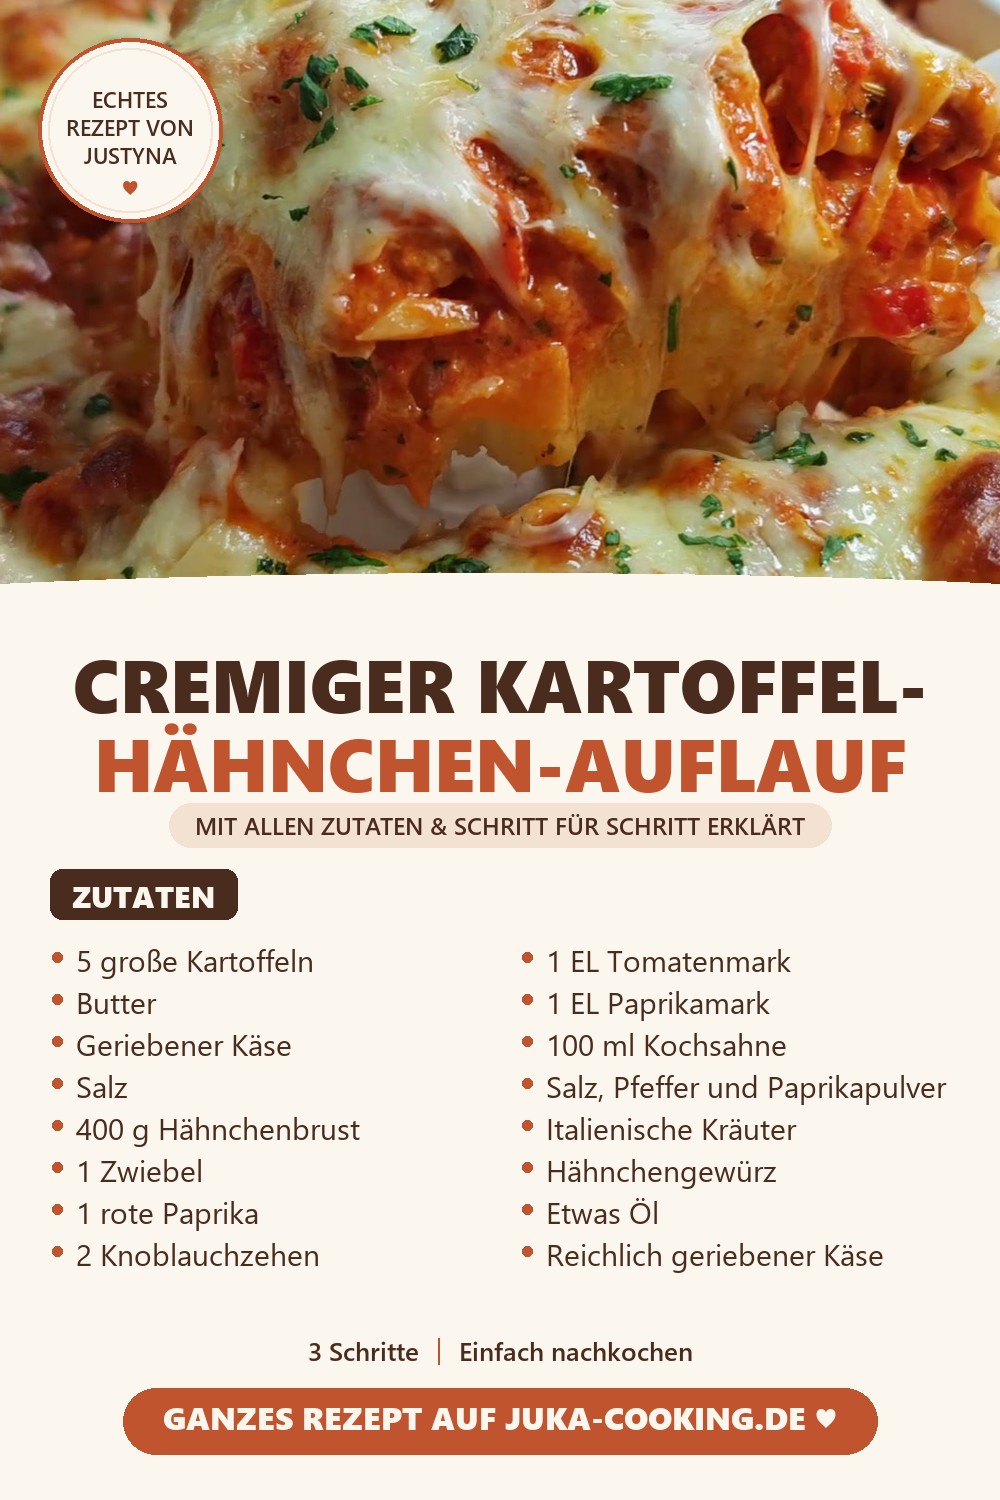 ECHTES
REZEPT VON
JUSTYNA
CREMIGER KARTOFFEL-
HÄHNCHEN-AUFLAUF
MIT ALLEN ZUTATEN & SCHRITT FÜR SCHRITT ERKLÄRT
ZUTATEN
5 große Kartoffeln
Butter
Geriebener Käse
Salz
400 g Hähnchenbrust
1 Zwiebel
1 rote Paprika
2 Knoblauchzehen
1 EL Tomatenmark
1 EL Paprikamark
100 ml Kochsahne
Salz, Pfeffer und Paprikapulver
Italienische Kräuter
Hähnchengewürz
Etwas Öl
Reichlich geriebener Käse
3 Schritte | Einfach nachkochen
GANZES REZEPT AUF JUKA-COOKING.DE ♥